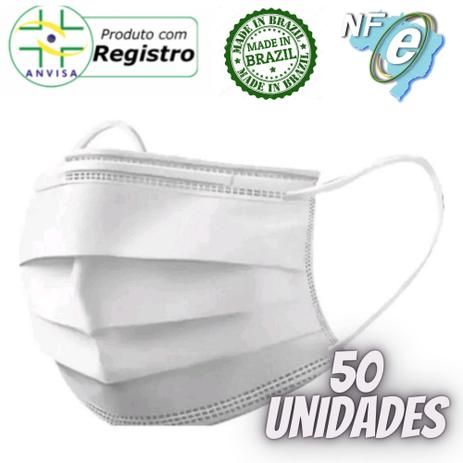 ANVISA
Produto com
Registro
MADE IN BRAZIL
MADE IN
BRAZIL
MADE IN BRAZIL
NF
e
50
UNIDADES